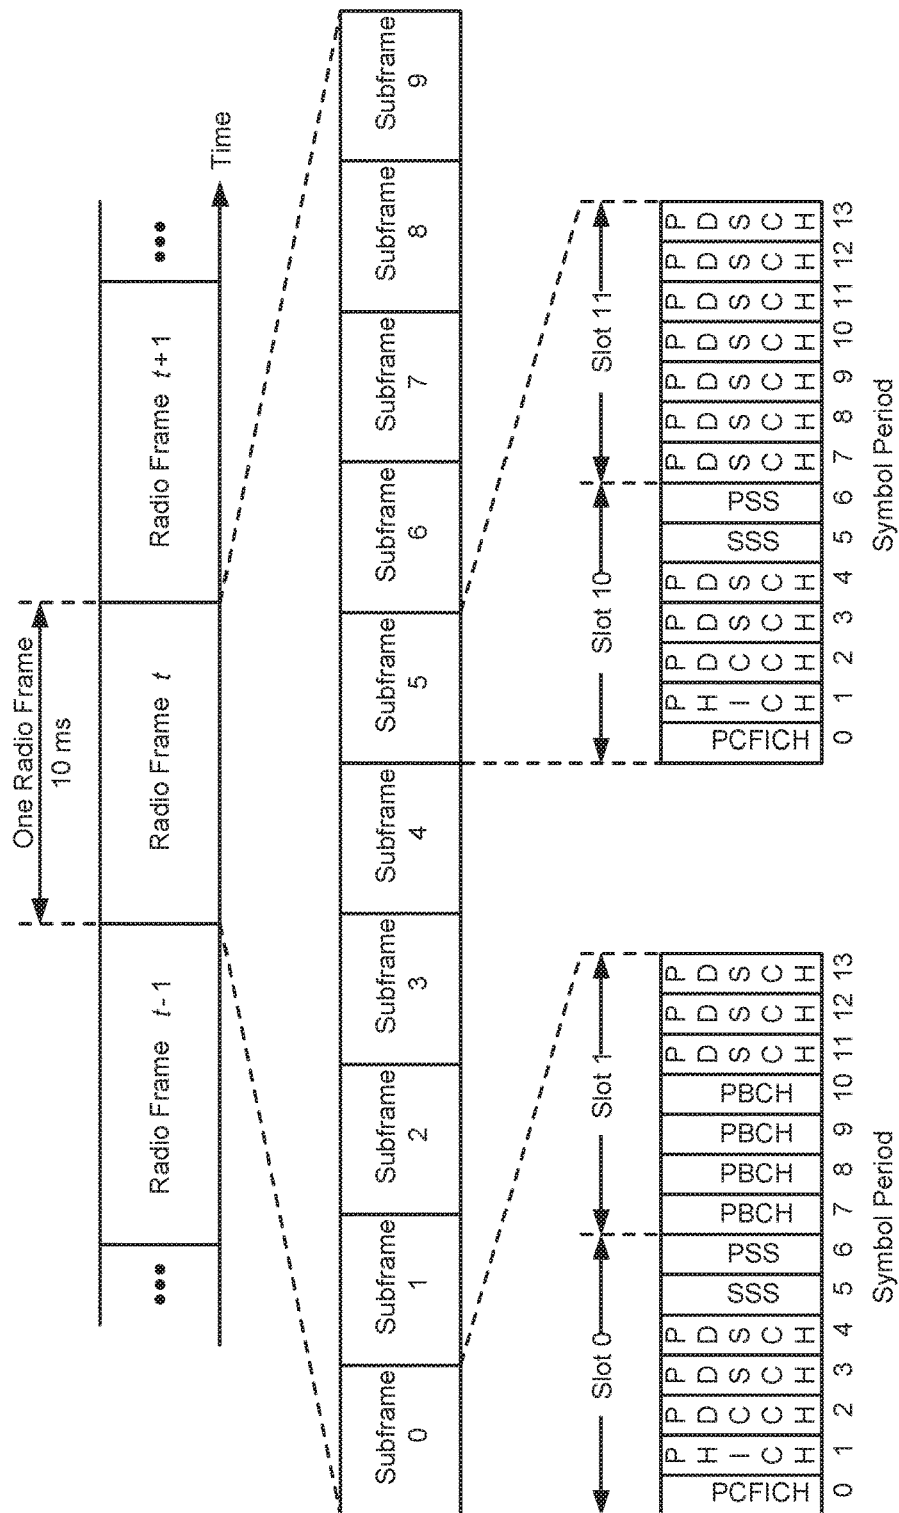 One Radio Frame
10 ms
•••
Radio Frame t-1
Radio Frame t
Radio Frame t+1
•••
Time
Subframe
0
Subframe
1
Subframe
2
Subframe
3
Subframe
4
Subframe
5
Subframe
6
Subframe
7
Subframe
8
Subframe
9
Slot 0
Slot 1
PCFICH
PHICH
PDCCH
PDSCH
PDSCH
SSS
PSS
PBCH
PBCH
PBCH
PBCH
PDSCH
PDSCH
PDSCH
0 1 2 3 4 5 6 7 8 9 10 11 12 13
Symbol Period
Slot 10
Slot 11
PCFICH
PHICH
PDCCH
PDSCH
PDSCH
SSS
PSS
PDSCH
PDSCH
PDSCH
PDSCH
PDSCH
PDSCH
PDSCH
0 1 2 3 4 5 6 7 8 9 10 11 12 13
Symbol Period